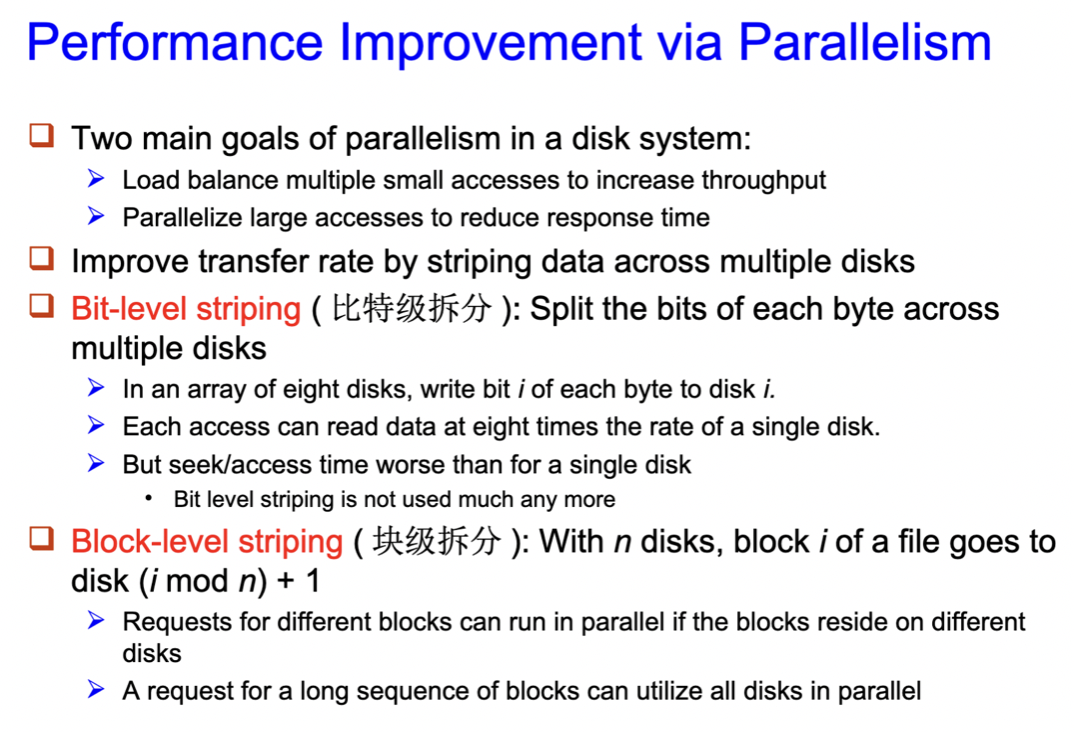 Performance Improvement via Parallelism
Two main goals of parallelism in a disk system:
Load balance multiple small accesses to increase throughput
Parallelize large accesses to reduce response time
Improve transfer rate by striping data across multiple disks
Bit-level striping ( 比特级拆分 ): Split the bits of each byte across
multiple disks
In an array of eight disks, write bit i of each byte to disk i.
Each access can read data at eight times the rate of a single disk.
But seek/access time worse than for a single disk
• Bit level striping is not used much any more
Block-level striping ( 块级拆分 ): With n disks, block i of a file goes to
disk (i mod n) + 1
Requests for different blocks can run in parallel if the blocks reside on different
disks
A request for a long sequence of blocks can utilize all disks in parallel